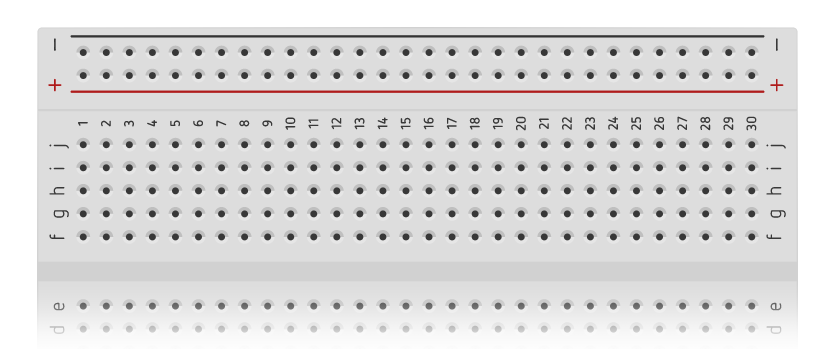 − −
+ +
1 2 3 4 5 6 7 8 9 10 11 12 13 14 15 16 17 18 19 20 21 22 23 24 25 26 27 28 29 30
j j
i i
h h
g g
f f
e e
d d